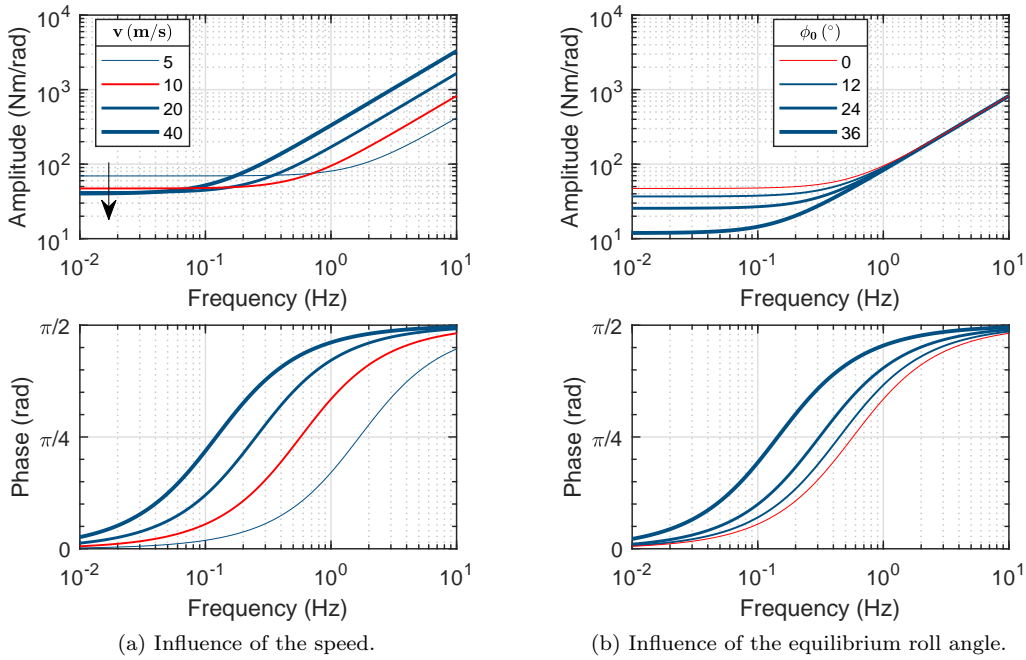 10^4
10^3
10^2
10^1
Amplitude (Nm/rad)
v (m/s)
5
10
20
40
10^-2
10^-1
10^0
10^1
Frequency (Hz)
10^4
10^3
10^2
10^1
Amplitude (Nm/rad)
ϕ0 (°)
0
12
24
36
10^-2
10^-1
10^0
10^1
Frequency (Hz)
π/2
π/4
0
Phase (rad)
10^-2
10^-1
10^0
10^1
Frequency (Hz)
(a) Influence of the speed.
π/2
π/4
0
Phase (rad)
10^-2
10^-1
10^0
10^1
Frequency (Hz)
(b) Influence of the equilibrium roll angle.